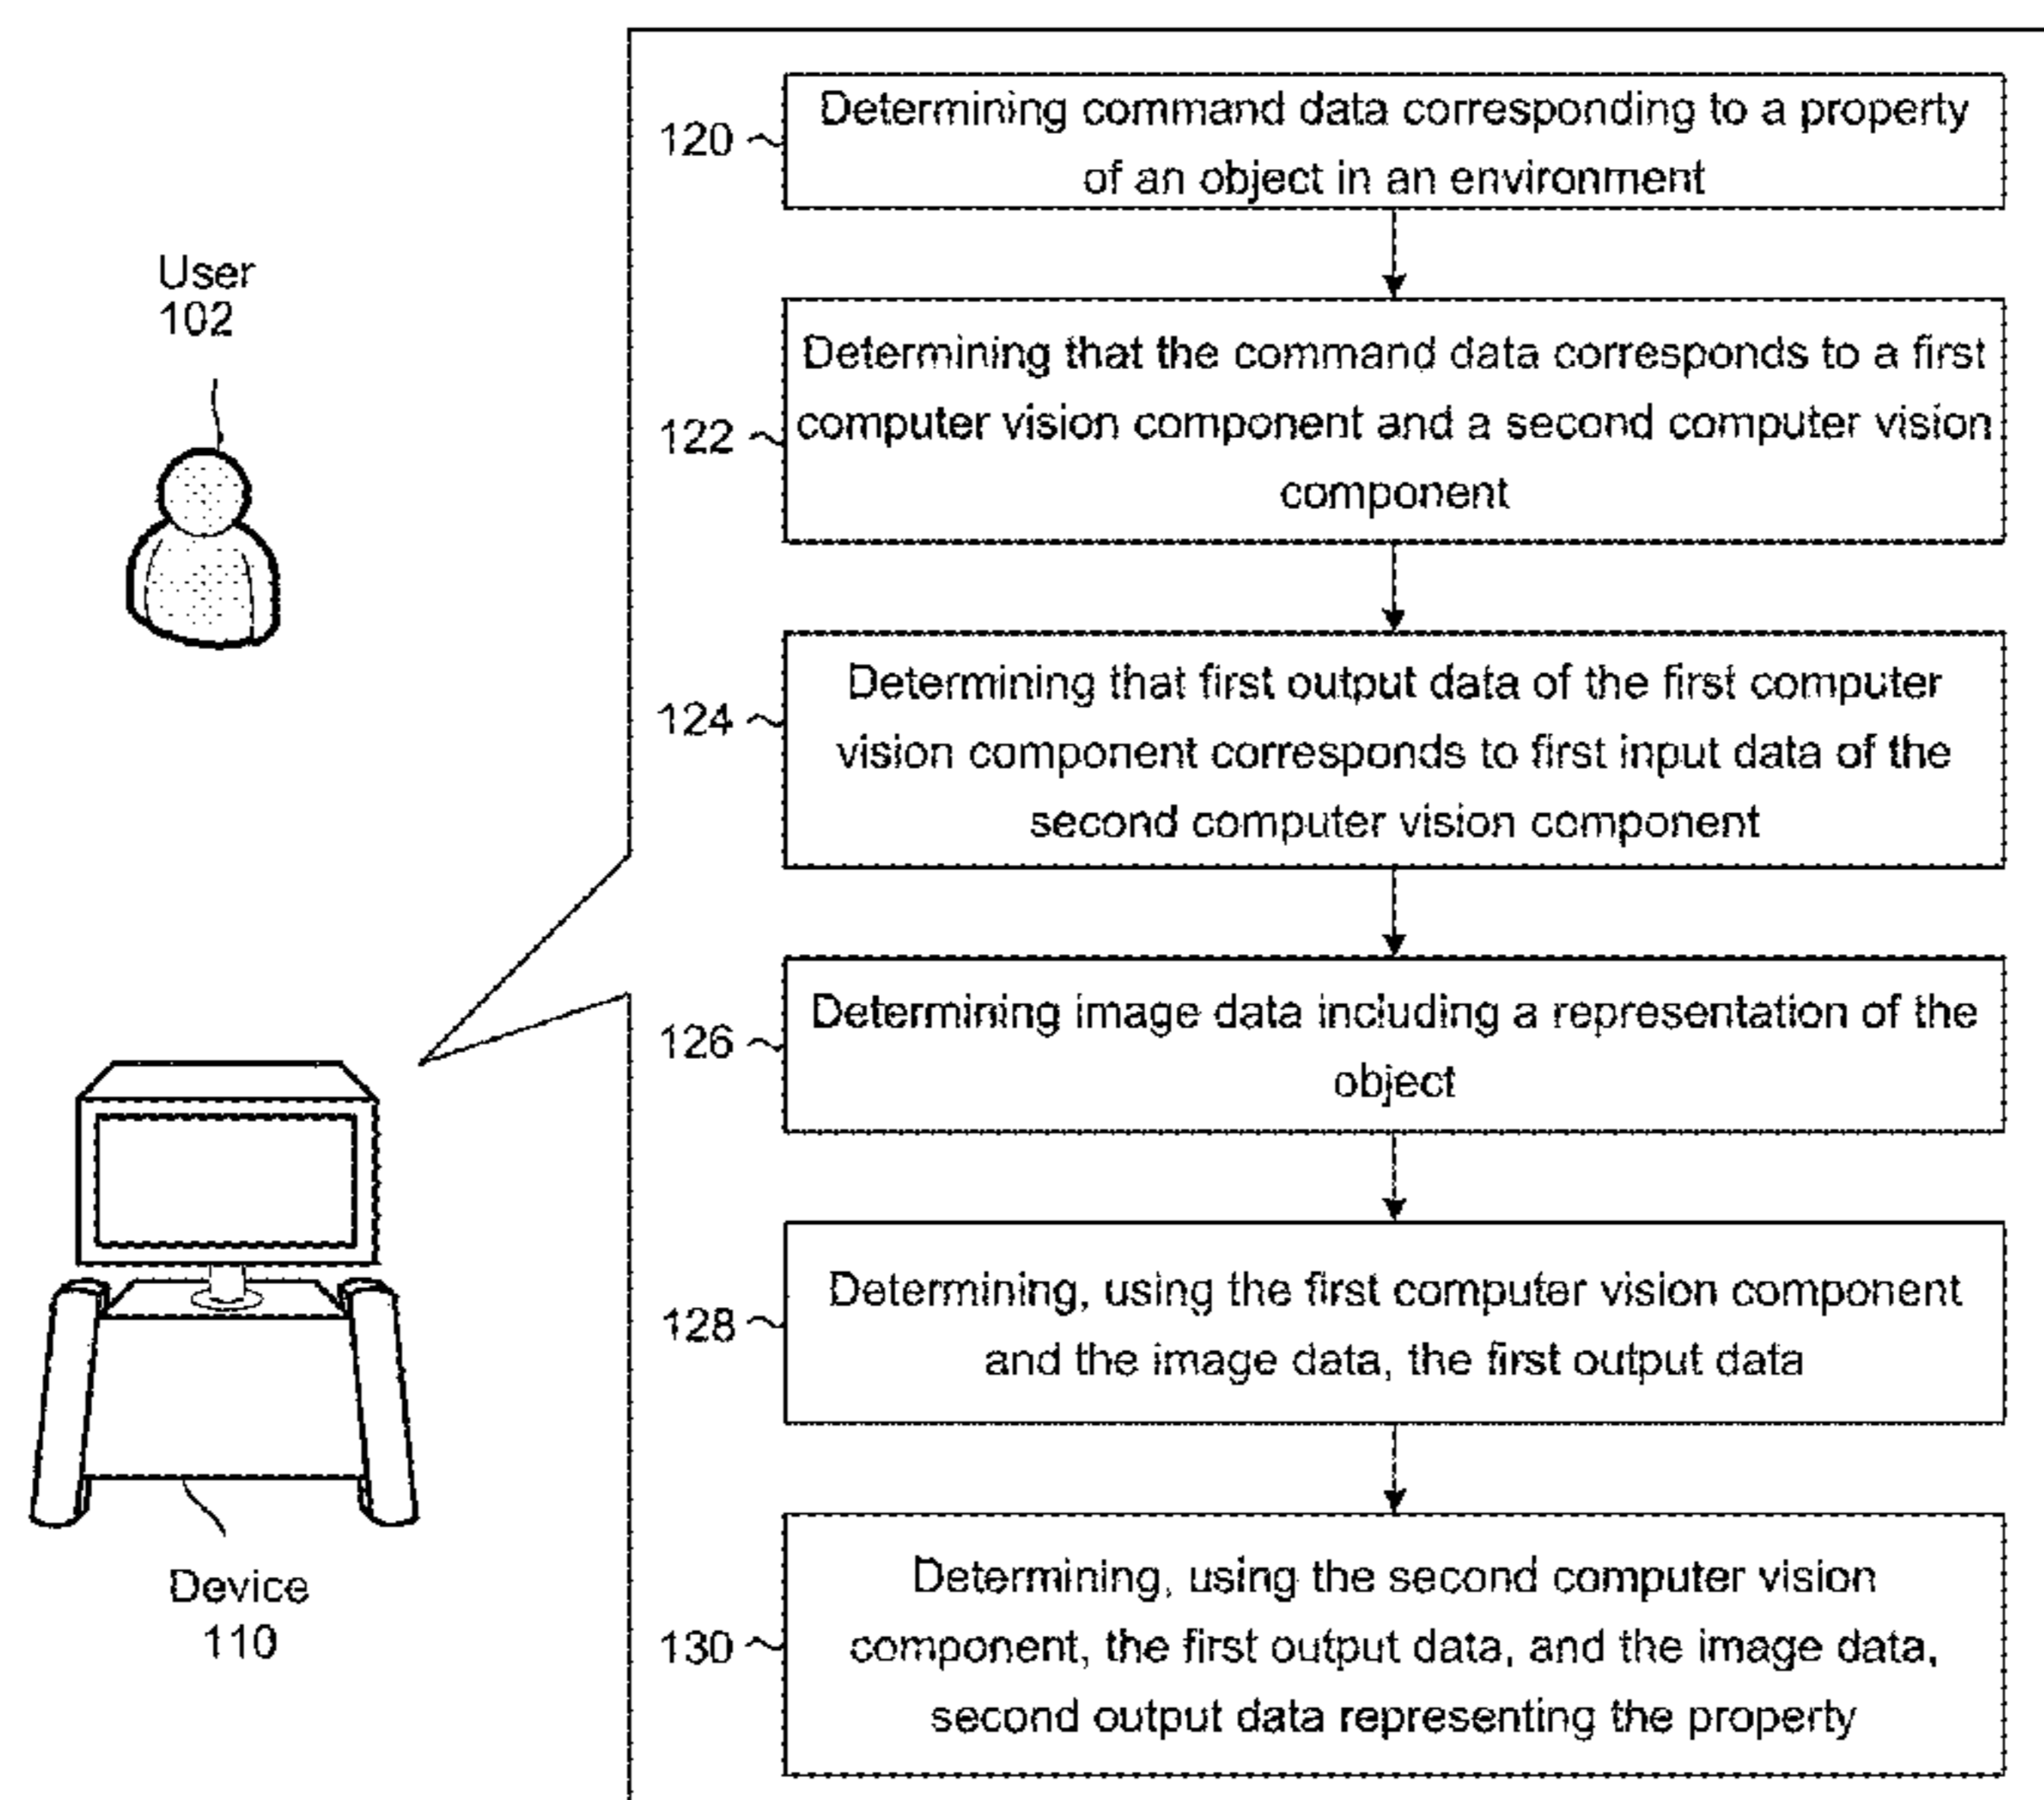 User
102
Device
110
120
Determining command data corresponding to a property
of an object in an environment
122
Determining that the command data corresponds to a first
computer vision component and a second computer vision
component
124
Determining that first output data of the first computer
vision component corresponds to first input data of the
second computer vision component
126
Determining image data including a representation of the
object
128
Determining, using the first computer vision component
and the image data, the first output data
130
Determining, using the second computer vision
component, the first output data, and the image data,
second output data representing the property